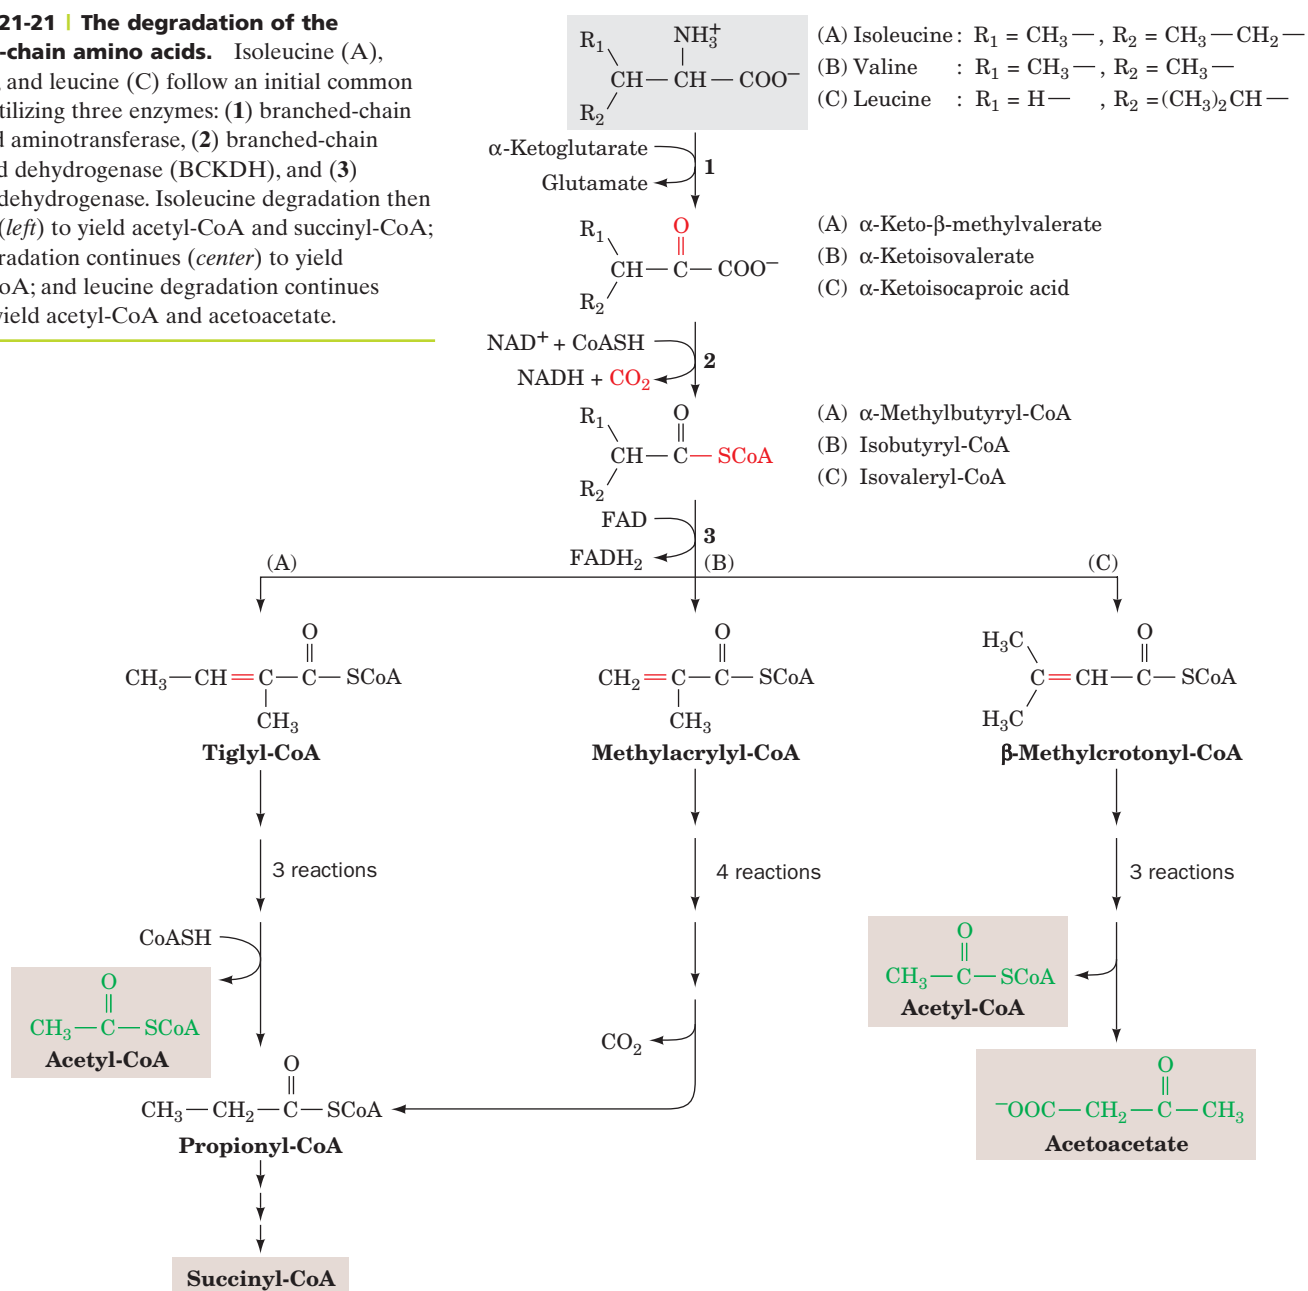 21-21 | The degradation of the
-chain amino acids. Isoleucine (A),
, and leucine (C) follow an initial common
tilizing three enzymes: (1) branched-chain
d aminotransferase, (2) branched-chain
d dehydrogenase (BCKDH), and (3)
dehydrogenase. Isoleucine degradation then
(left) to yield acetyl-CoA and succinyl-CoA;
radation continues (center) to yield
oA; and leucine degradation continues
yield acetyl-CoA and acetoacetate.
R₁
NH₃⁺
CH—CH—COO⁻
R₂
(A) Isoleucine: R₁ = CH₃—, R₂ = CH₃—CH₂—
(B) Valine : R₁ = CH₃—, R₂ = CH₃—
(C) Leucine : R₁ = H— , R₂ =(CH₃)₂CH—
α-Ketoglutarate
1
Glutamate
R₁
O
CH—C—COO⁻
R₂
(A) α-Keto-β-methylvalerate
(B) α-Ketoisovalerate
(C) α-Ketoisocaproic acid
NAD⁺ + CoASH
2
NADH + CO₂
R₁
O
CH—C—SCoA
R₂
(A) α-Methylbutyryl-CoA
(B) Isobutyryl-CoA
(C) Isovaleryl-CoA
FAD
3
FADH₂
(A)
(B)
(C)
O
CH₃—CH=C—C—SCoA
CH₃
Tiglyl-CoA
O
CH₂=C—C—SCoA
CH₃
Methylacrylyl-CoA
H₃C
O
C=CH—C—SCoA
H₃C
β-Methylcrotonyl-CoA
3 reactions
4 reactions
3 reactions
CoASH
O
CH₃—C—SCoA
Acetyl-CoA
O
CH₃—C—SCoA
Acetyl-CoA
CO₂
O
CH₃—CH₂—C—SCoA
Propionyl-CoA
O
⁻OOC—CH₂—C—CH₃
Acetoacetate
Succinyl-CoA